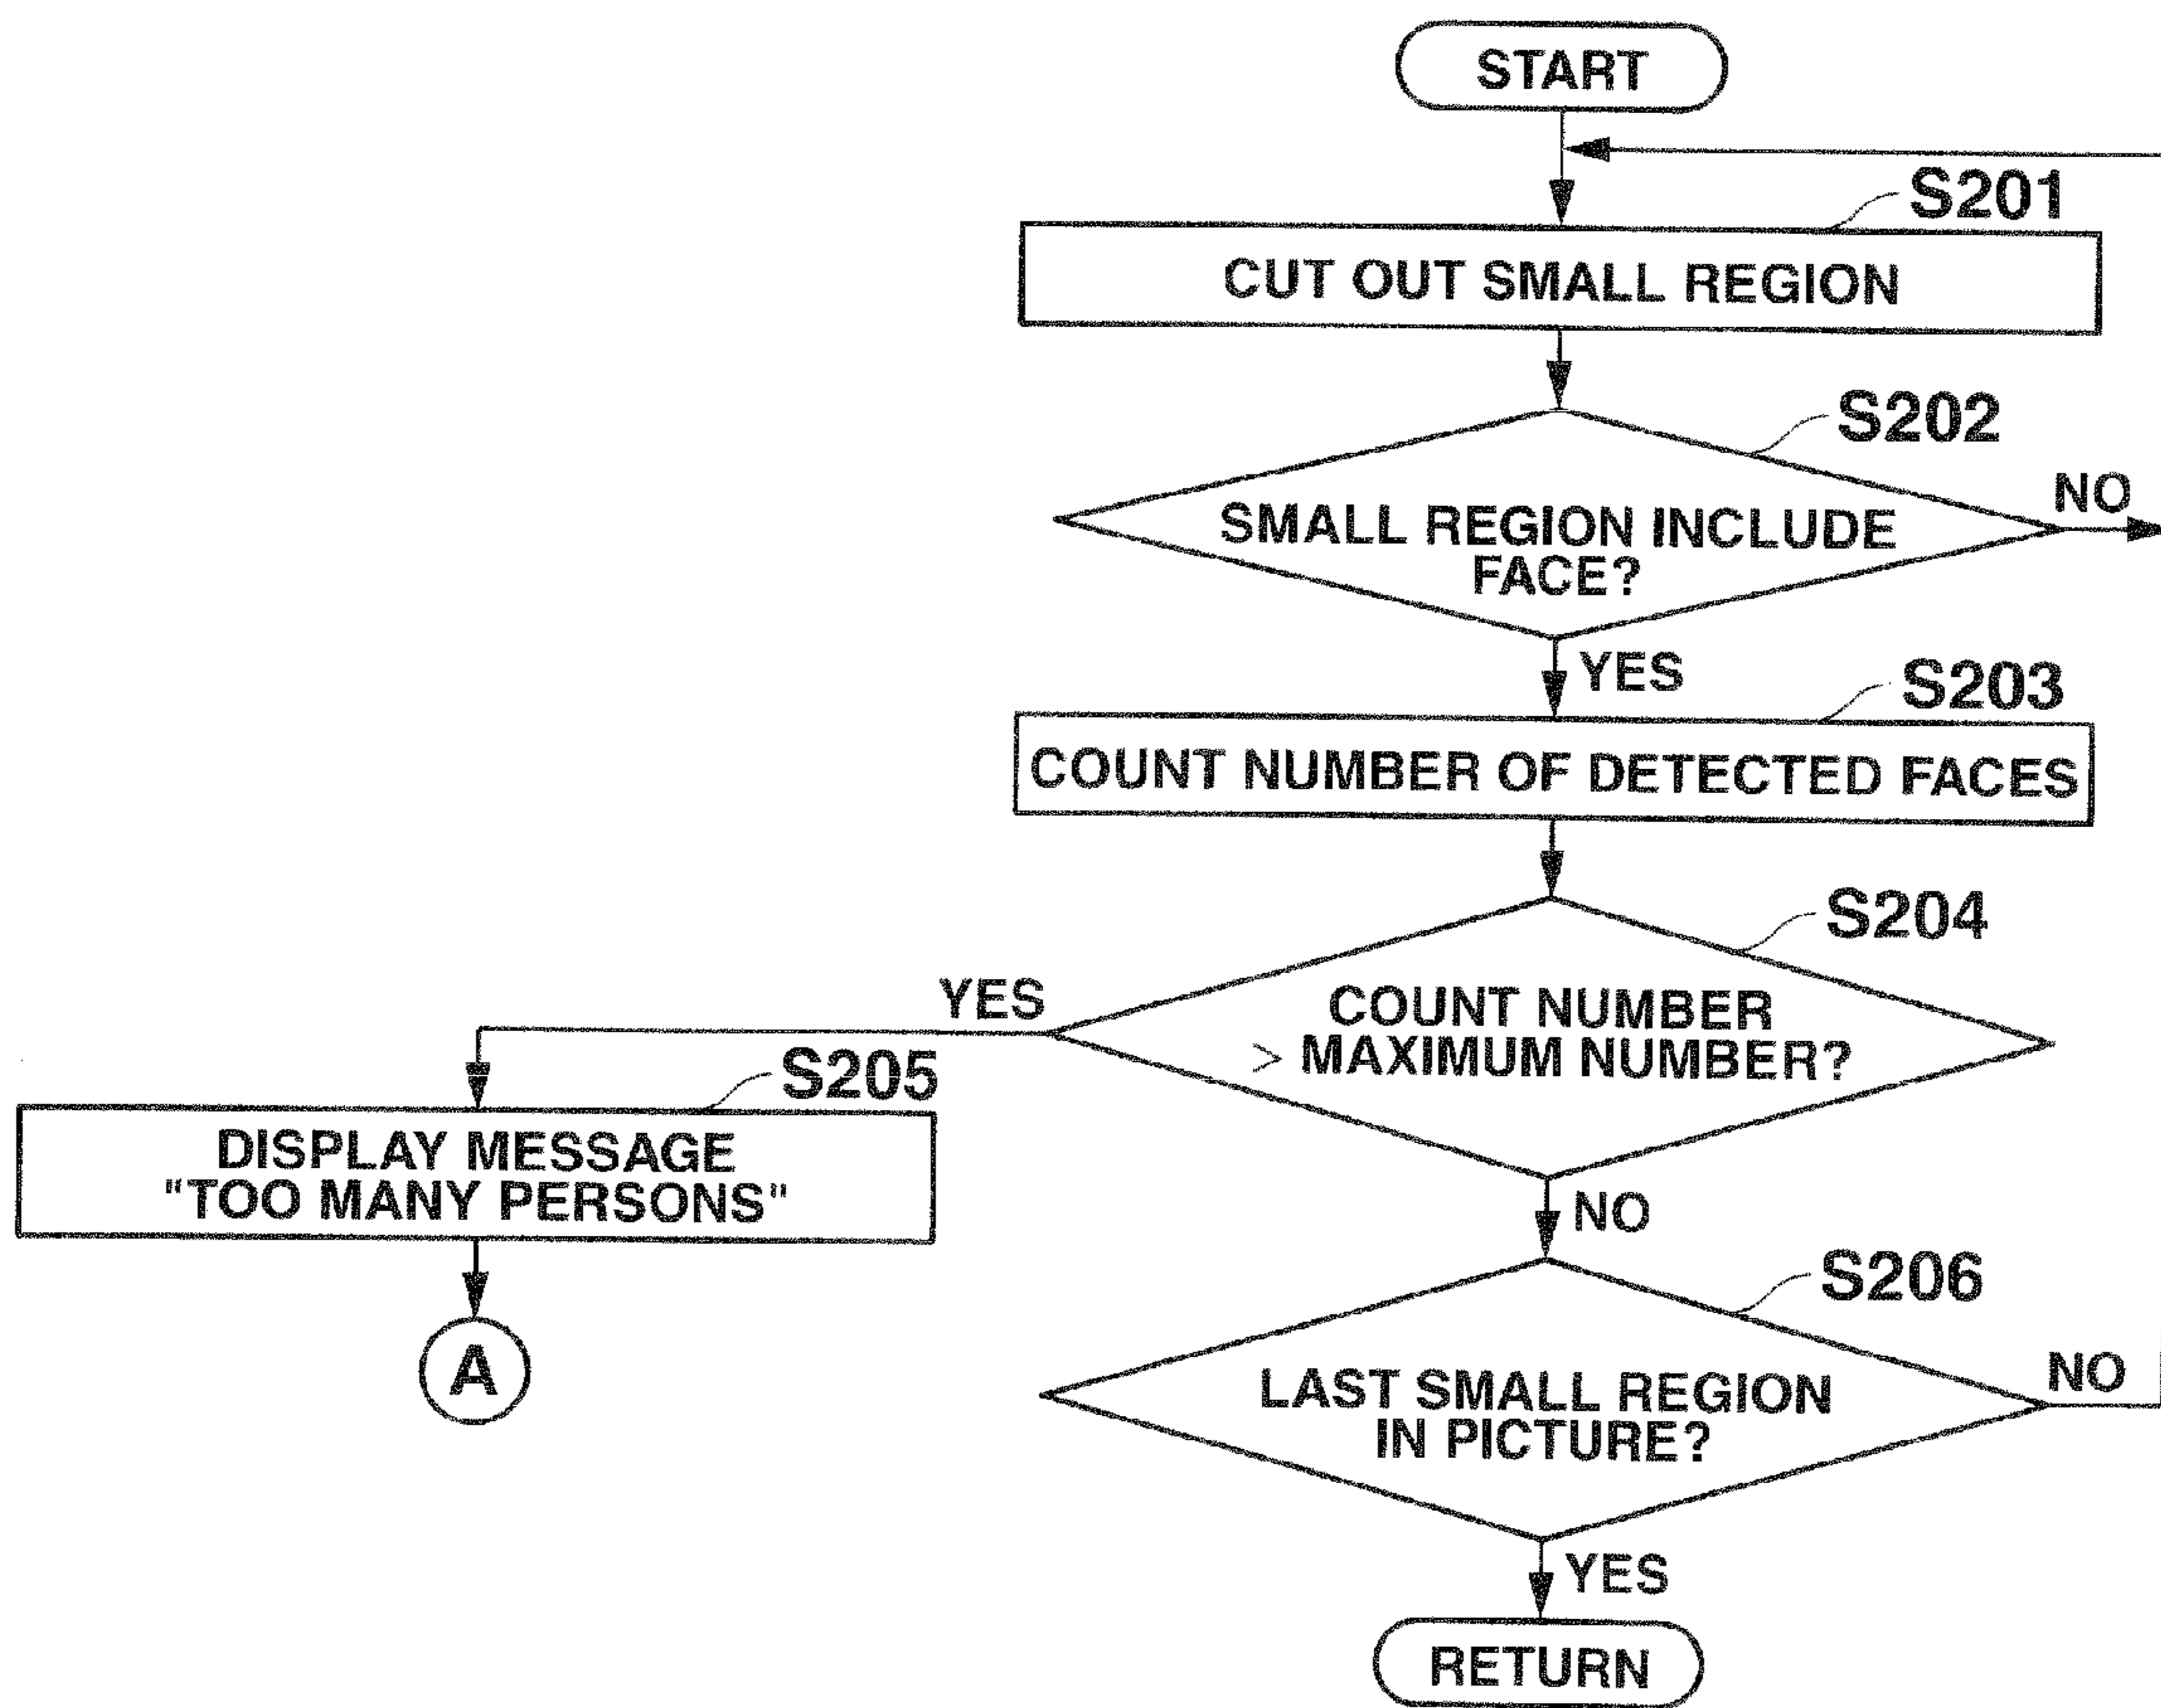 START
S201
CUT OUT SMALL REGION
S202
SMALL REGION INCLUDE
FACE?
NO
YES
S203
COUNT NUMBER OF DETECTED FACES
S204
COUNT NUMBER
> MAXIMUM NUMBER?
YES
S205
DISPLAY MESSAGE
"TOO MANY PERSONS"
A
NO
S206
LAST SMALL REGION
IN PICTURE?
NO
YES
RETURN